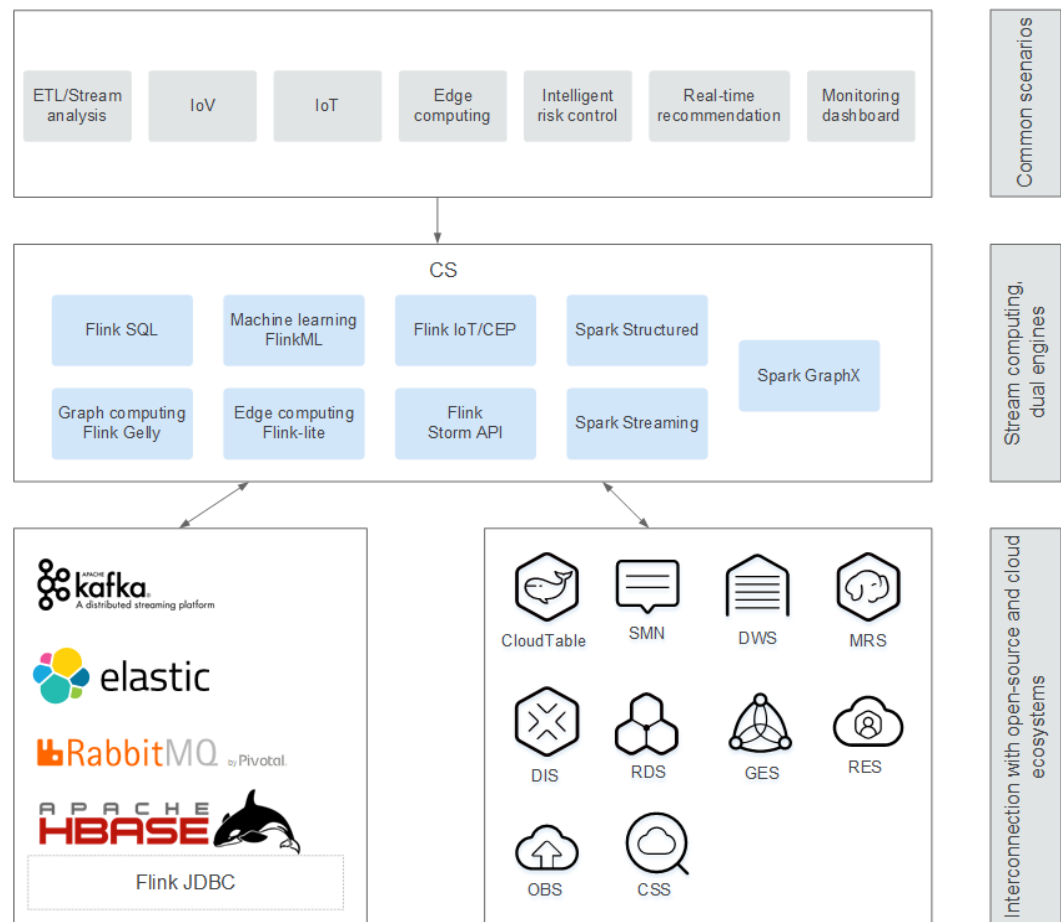 ETL/Stream
analysis
IoV
IoT
Edge
computing
Intelligent
risk control
Real-time
recommendation
Monitoring
dashboard
Common scenarios
CS
Flink SQL
Machine learning
FlinkML
Flink IoT/CEP
Spark Structured
Spark GraphX
Graph computing
Flink Gelly
Edge computing
Flink-lite
Flink
Storm API
Spark Streaming
Stream computing,
dual engines
APACHE
kafka®
A distributed streaming platform
elastic
RabbitMQ by Pivotal.
APACHE
HBASE
Flink JDBC
CloudTable
SMN
DWS
MRS
DIS
RDS
GES
RES
OBS
CSS
Interconnection with open-source and cloud
ecosystems